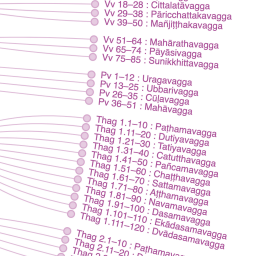 Vv 18–28 : Cittalatāvagga
Vv 29–38 : Pāricchattakavagga
Vv 39–50 : Mañjiṭṭhakavagga
Vv 51–64 : Mahārathavagga
Vv 65–74 : Pāyāsivagga
Vv 75–85 : Sunikkhittavagga
Pv 1–12 : Uragavagga
Pv 13–25 : Ubbarivagga
Pv 26–35 : Cūḷavagga
Pv 36–51 : Mahāvagga
Thag 1.1–10 : Paṭhamavagga
Thag 1.11–20 : Dutiyavagga
Thag 1.21–30 : Tatiyavagga
Thag 1.31–40 : Catutthavagga
Thag 1.41–50 : Pañcamavagga
Thag 1.51–60 : Chaṭṭhavagga
Thag 1.61–70 : Sattamavagga
Thag 1.71–80 : Aṭṭhamavagga
Thag 1.81–90 : Navamavagga
Thag 1.91–100 : Dasamavagga
Thag 1.101–110 : Ekādasamavagga
Thag 1.111–120 : Dvādasamavagga
Thag 2.1–10 : Paṭhamavagga
Thag 2.11–20